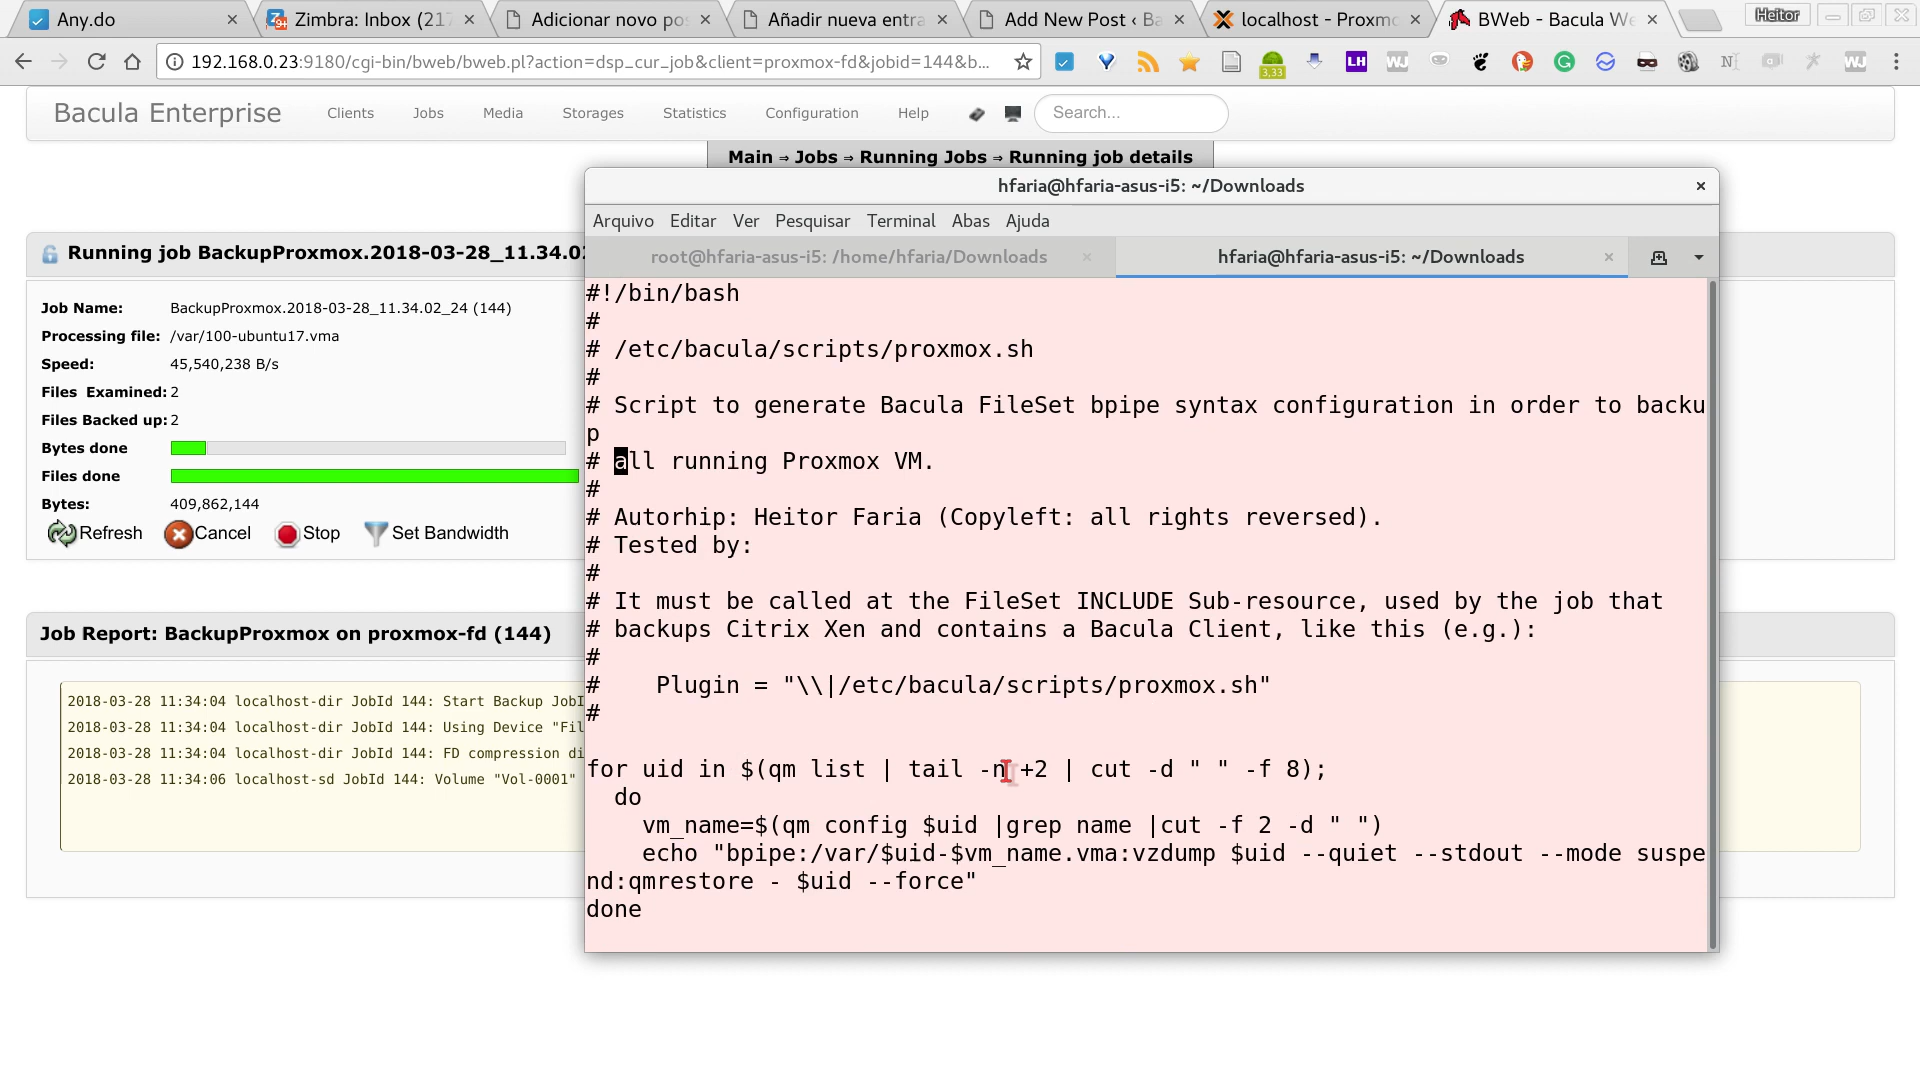 Any.do
Zimbra: Inbox (217
Adicionar novo po
Añadir nueva entra
Add New Post ‹ Ba
localhost - Proxmo
BWeb - Bacula We
Heitor
192.168.0.23:9180/cgi-bin/bweb/bweb.pl?action=dsp_cur_job&client=proxmox-fd&jobid=144&b...
3,33
LH
WJ
WJ
Bacula Enterprise
Clients
Jobs
Media
Storages
Statistics
Configuration
Help
Search...
Main ⇒ Jobs ⇒ Running Jobs ⇒ Running job details
Running job BackupProxmox.2018-03-28_11.34.02
Job Name: BackupProxmox.2018-03-28_11.34.02_24 (144)
Processing file: /var/100-ubuntu17.vma
Speed: 45,540,238 B/s
Files Examined: 2
Files Backed up: 2
Bytes done
Files done
Bytes: 409,862,144
Refresh Cancel Stop Set Bandwidth
Job Report: BackupProxmox on proxmox-fd (144)
2018-03-28 11:34:04 localhost-dir JobId 144: Start Backup JobI
2018-03-28 11:34:04 localhost-dir JobId 144: Using Device "Fil
2018-03-28 11:34:04 localhost-dir JobId 144: FD compression di
2018-03-28 11:34:06 localhost-sd JobId 144: Volume "Vol-0001"
hfaria@hfaria-asus-i5: ~/Downloads
Arquivo Editar Ver Pesquisar Terminal Abas Ajuda
root@hfaria-asus-i5: /home/hfaria/Downloads
hfaria@hfaria-asus-i5: ~/Downloads
#!/bin/bash
#
# /etc/bacula/scripts/proxmox.sh
#
# Script to generate Bacula FileSet bpipe syntax configuration in order to backu
p
# all running Proxmox VM.
#
# Autorhip: Heitor Faria (Copyleft: all rights reversed).
# Tested by:
#
# It must be called at the FileSet INCLUDE Sub-resource, used by the job that
# backups Citrix Xen and contains a Bacula Client, like this (e.g.):
#
#    Plugin = "\\|/etc/bacula/scripts/proxmox.sh"
#
for uid in $(qm list | tail -n +2 | cut -d " " -f 8);
  do
    vm_name=$(qm config $uid |grep name |cut -f 2 -d " ")
    echo "bpipe:/var/$uid-$vm_name.vma:vzdump $uid --quiet --stdout --mode suspe
nd:qmrestore - $uid --force"
done